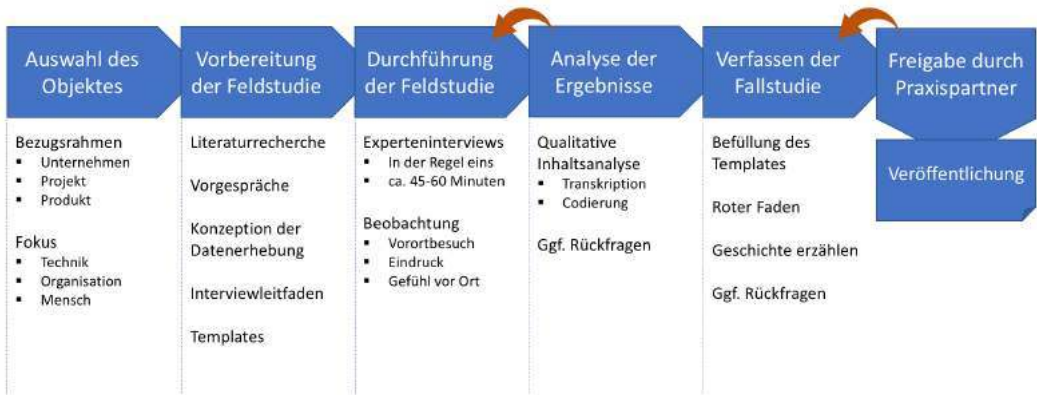 Auswahl des
Objektes
Bezugsrahmen
▪ Unternehmen
▪ Projekt
▪ Produkt
Fokus
▪ Technik
▪ Organisation
▪ Mensch
Vorbereitung
der Feldstudie
Literaturrecherche
Vorgespräche
Konzeption der
Datenerhebung
Interviewleitfaden
Templates
Durchführung
der Feldstudie
Experteninterviews
▪ In der Regel eins
▪ ca. 45-60 Minuten
Beobachtung
▪ Vorortbesuch
▪ Eindruck
▪ Gefühl vor Ort
Analyse der
Ergebnisse
Qualitative
Inhaltsanalyse
▪ Transkription
▪ Codierung
Ggf. Rückfragen
Verfassen der
Fallstudie
Befüllung des
Templates
Roter Faden
Geschichte erzählen
Ggf. Rückfragen
Freigabe durch
Praxispartner
Veröffentlichung